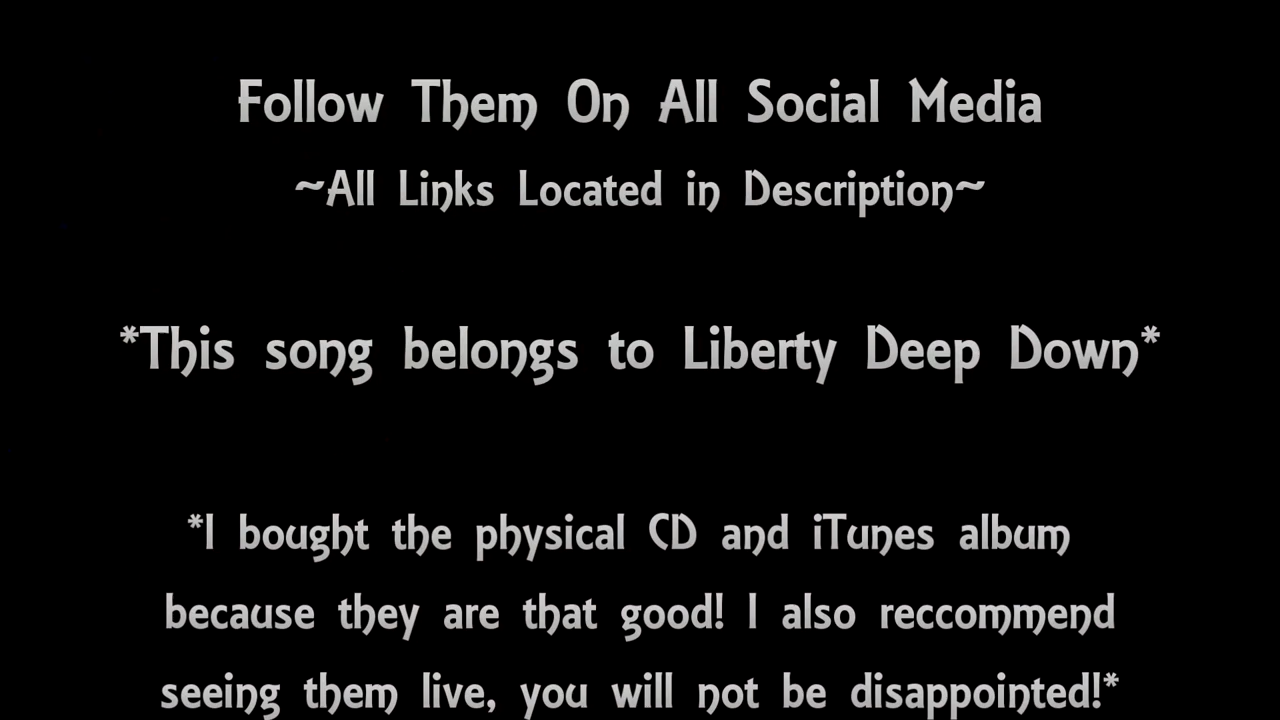 Follow Them On All Social Media
~All Links Located in Description~
*This song belongs to Liberty Deep Down*
*I bought the physical CD and iTunes album
because they are that good! I also reccommend
seeing them live, you will not be disappointed!*